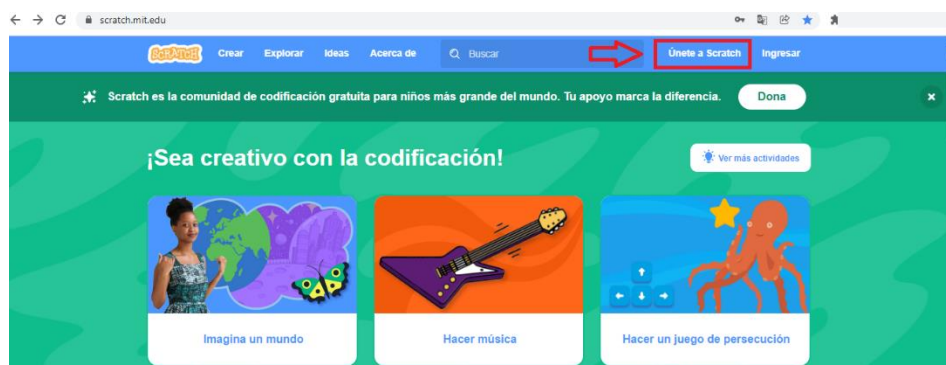 scratch.mit.edu
SCRATCH Crear Explorar Ideas Acerca de Buscar Únete a Scratch Ingresar
Scratch es la comunidad de codificación gratuita para niños más grande del mundo. Tu apoyo marca la diferencia. Dona
¡Sea creativo con la codificación! Ver más actividades
Imagina un mundo Hacer música Hacer un juego de persecución